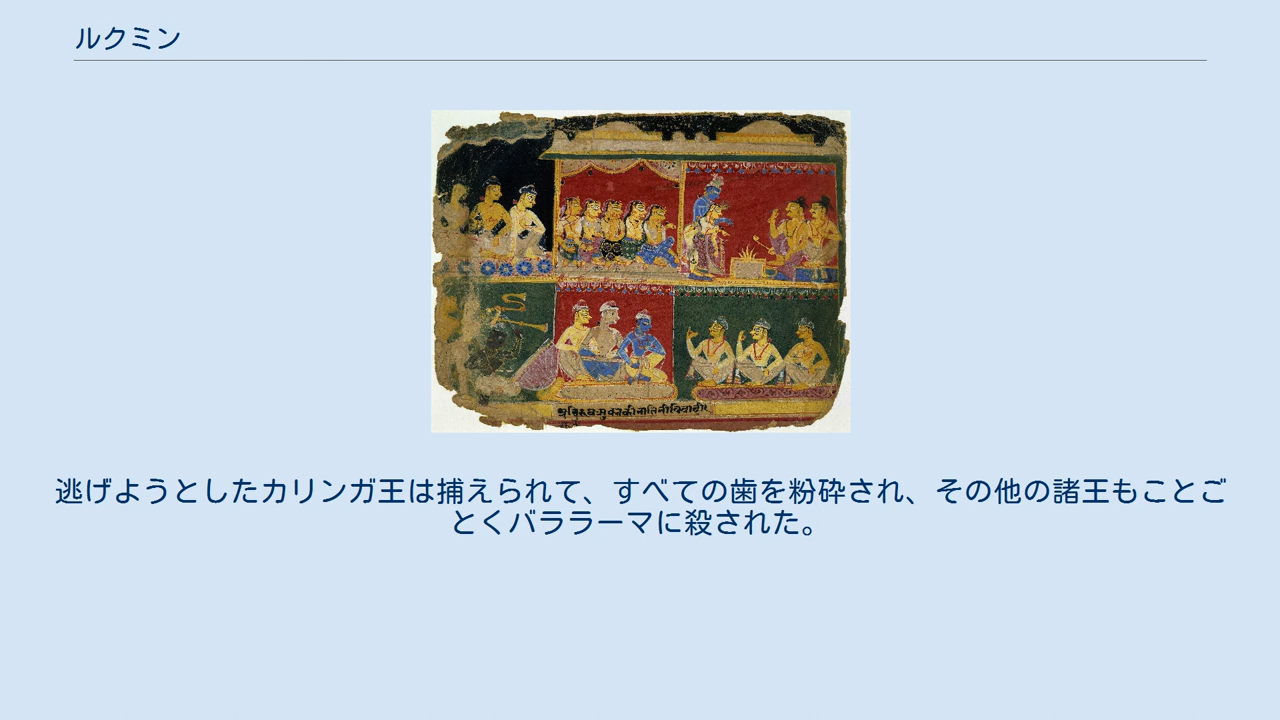 ルクミン
逃げようとしたカリンガ王は捕えられて、すべての歯を粉砕され、その他の諸王もことご
とくバララーマに殺された。